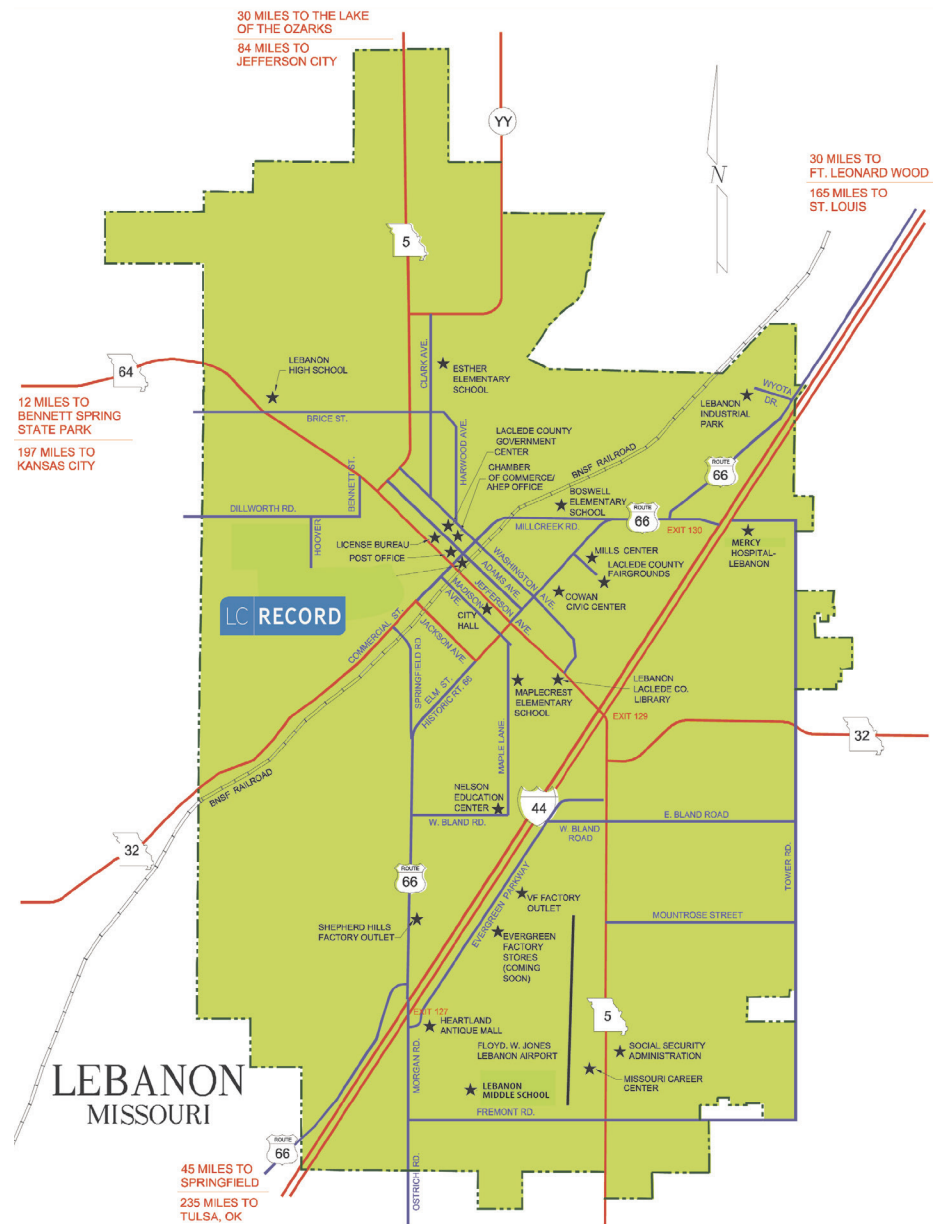 30 MILES TO THE LAKE
OF THE OZARKS
84 MILES TO
JEFFERSON CITY
YY
N
30 MILES TO
FT. LEONARD WOOD
165 MILES TO
ST. LOUIS
5
64
12 MILES TO
BENNETT SPRING
STATE PARK
197 MILES TO
KANSAS CITY
LEBANON
HIGH SCHOOL
CLARK AVE.
ESTHER
ELEMENTARY
SCHOOL
WYOTA
DR.
LEBANON
INDUSTRIAL
PARK
BRICE ST.
HARWOOD AVE.
LACLEDE COUNTY
GOVERNMENT
CENTER
CHAMBER
OF COMMERCE/
AHEP OFFICE
BNSF RAILROAD
ROUTE
66
BENNETT ST.
BOSWELL
ELEMENTARY
SCHOOL
DILLWORTH RD.
HOOVER
MILLCREEK RD.
ROUTE
66
EXIT 130
LICENSE BUREAU
POST OFFICE
WASHINGTON AVE.
ADAMS AVE.
JEFFERSON AVE.
MADISON
AVE.
MILLS CENTER
LACLEDE COUNTY
FAIRGROUNDS
MERCY
HOSPITAL-
LEBANON
COWAN
CIVIC CENTER
LC RECORD
CITY
HALL
COMMERCIAL ST.
JACKSON AVE.
SPRINGFIELD RD.
ELM ST.
HISTORIC RT. 66
MAPLECREST
ELEMENTARY
SCHOOL
LEBANON
LACLEDE CO.
LIBRARY
EXIT 129
MAPLE LANE
32
BNSF RAILROAD
NELSON
EDUCATION
CENTER
W. BLAND RD.
44
W. BLAND
ROAD
E. BLAND ROAD
TOWER RD.
32
ROUTE
66
EVERGREEN PARKWAY
VF FACTORY
OUTLET
SHEPHERD HILLS
FACTORY OUTLET
MOUNTROSE STREET
EVERGREEN
FACTORY
STORES
(COMING
SOON)
EXIT 127
HEARTLAND
ANTIQUE MALL
5
MORGAN RD.
FLOYD. W. JONES
LEBANON AIRPORT
SOCIAL SECURITY
ADMINISTRATION
MISSOURI CAREER
CENTER
LEBANON
MIDDLE SCHOOL
FREMONT RD.
LEBANON
MISSOURI
ROUTE
66
OSTRICH RD.
45 MILES TO
SPRINGFIELD
235 MILES TO
TULSA, OK